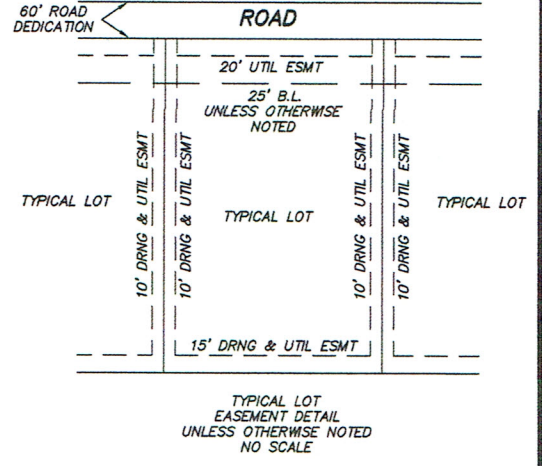 60' ROAD
DEDICATION
ROAD
20' UTIL ESMT
25' B.L.
UNLESS OTHERWISE
NOTED
10' DRNG & UTIL ESMT
10' DRNG & UTIL ESMT
10' DRNG & UTIL ESMT
10' DRNG & UTIL ESMT
TYPICAL LOT
TYPICAL LOT
TYPICAL LOT
15' DRNG & UTIL ESMT
TYPICAL LOT
EASEMENT DETAIL
UNLESS OTHERWISE NOTED
NO SCALE